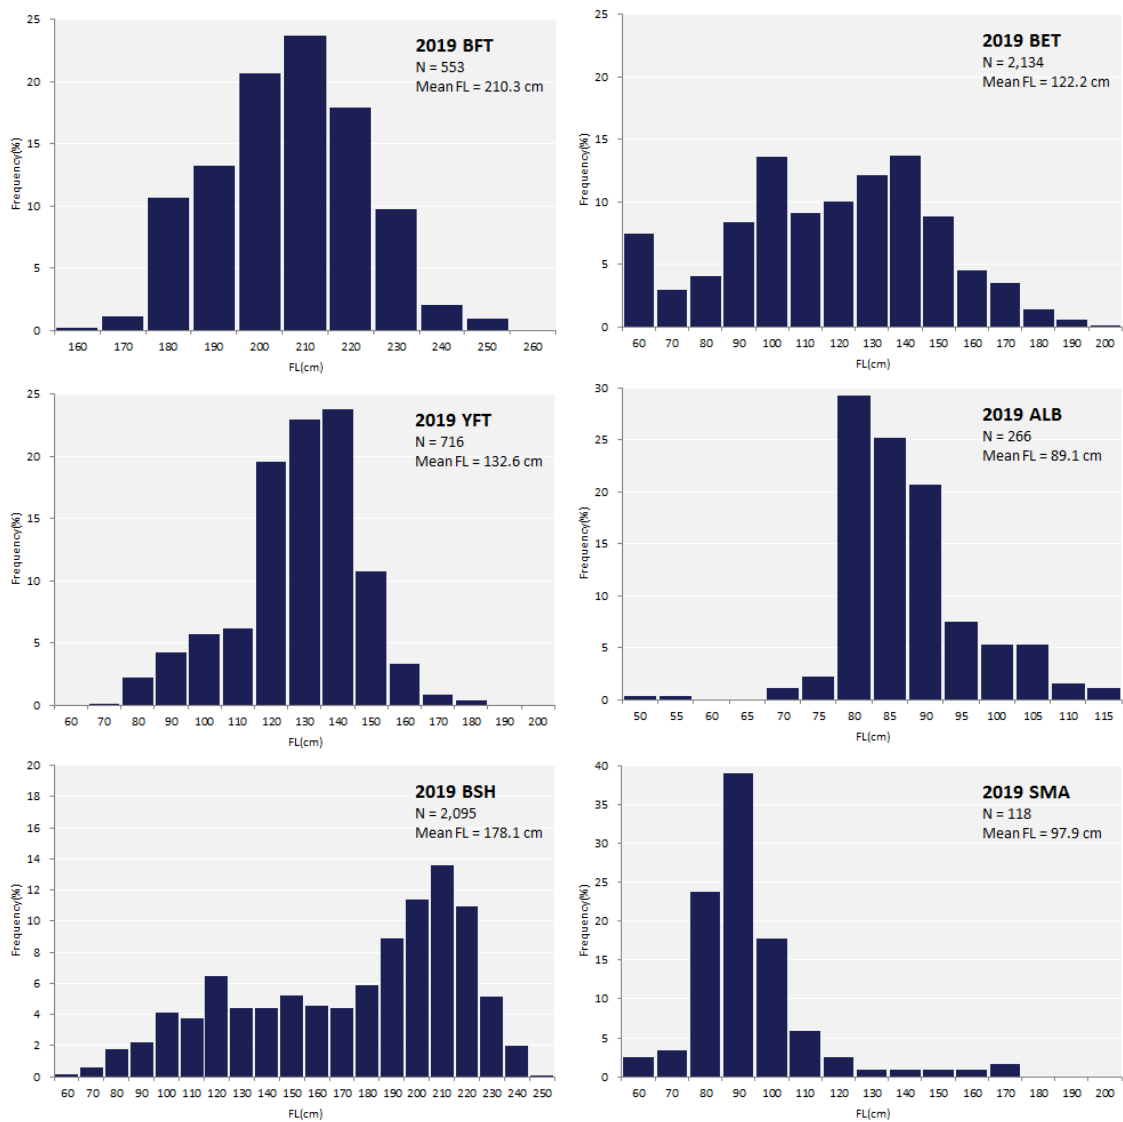 2019 BFT
N = 553
Mean FL = 210.3 cm
Frequency(%)
25
20
15
10
5
0
160 170 180 190 200 210 220 230 240 250 260
FL(cm)
2019 BET
N = 2,134
Mean FL = 122.2 cm
Frequency(%)
25
20
15
10
5
0
60 70 80 90 100 110 120 130 140 150 160 170 180 190 200
FL(cm)
2019 YFT
N = 716
Mean FL = 132.6 cm
Frequency(%)
25
20
15
10
5
0
60 70 80 90 100 110 120 130 140 150 160 170 180 190 200
FL(cm)
2019 ALB
N = 266
Mean FL = 89.1 cm
Frequency(%)
30
25
20
15
10
5
0
50 55 60 65 70 75 80 85 90 95 100 105 110 115
FL(cm)
2019 BSH
N = 2,095
Mean FL = 178.1 cm
Frequency(%)
20
18
16
14
12
10
8
6
4
2
0
60 70 80 90 100 110 120 130 140 150 160 170 180 190 200 210 220 230 240 250
FL(cm)
2019 SMA
N = 118
Mean FL = 97.9 cm
Frequency(%)
40
35
30
25
20
15
10
5
0
60 70 80 90 100 110 120 130 140 150 160 170 180 190 200
FL(cm)